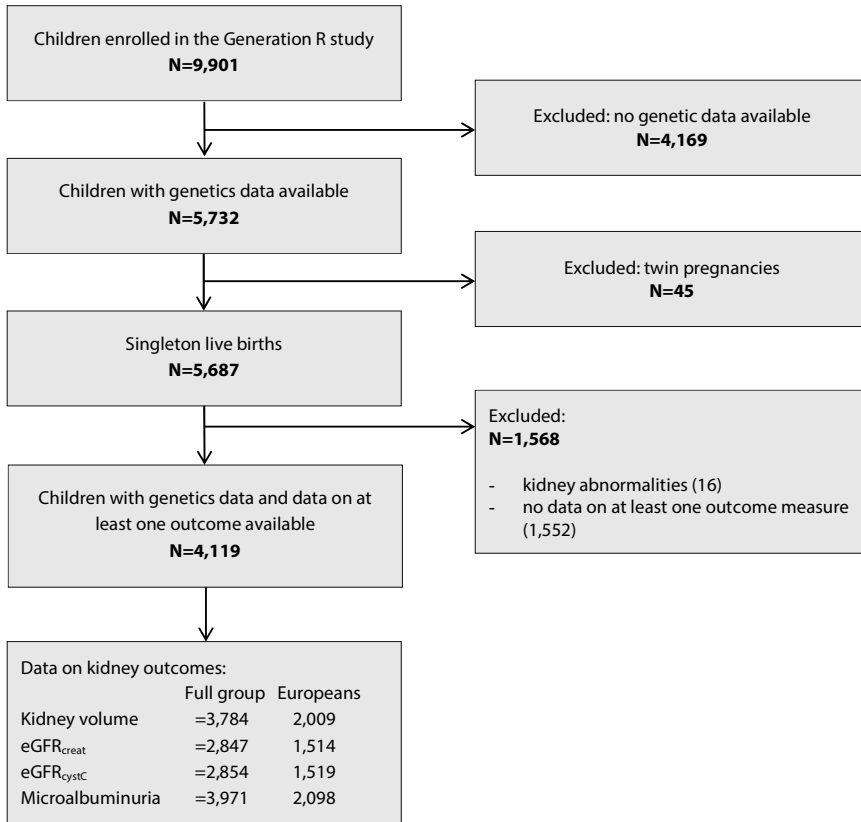 Children enrolled in the Generation R study
N=9,901
Excluded: no genetic data available
N=4,169
Children with genetics data available
N=5,732
Excluded: twin pregnancies
N=45
Singleton live births
N=5,687
Excluded:
N=1,568
- kidney abnormalities (16)
- no data on at least one outcome measure
(1,552)
Children with genetics data and data on at
least one outcome available
N=4,119
Data on kidney outcomes:
Full group Europeans
Kidney volume =3,784 2,009
eGFRcreat =2,847 1,514
eGFRcystC =2,854 1,519
Microalbuminuria =3,971 2,098